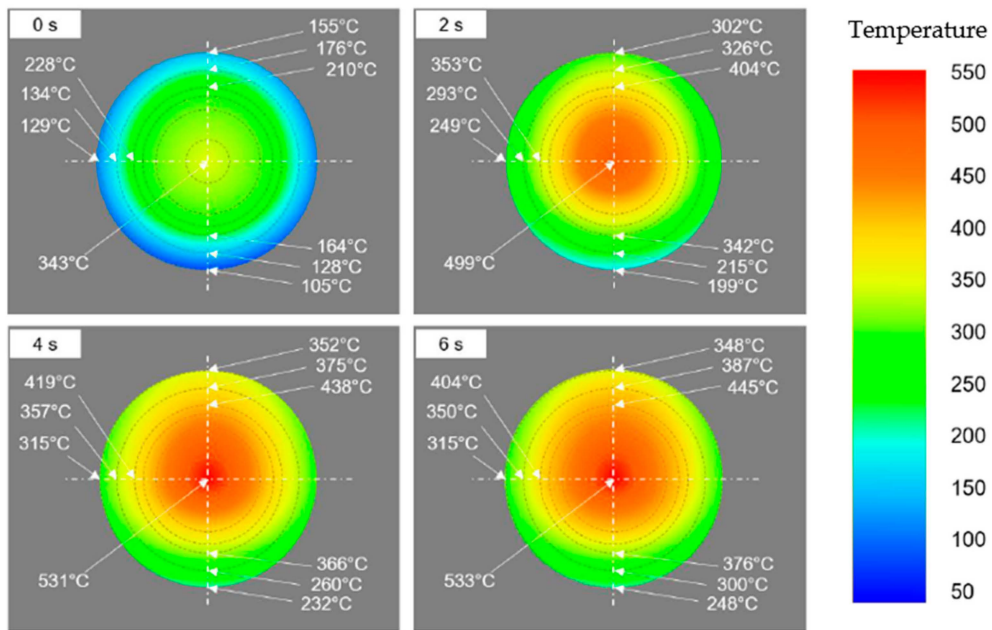 0 s
155°C
176°C
210°C
228°C
134°C
129°C
343°C
164°C
128°C
105°C
2 s
302°C
326°C
404°C
353°C
293°C
249°C
499°C
342°C
215°C
199°C
4 s
352°C
375°C
438°C
419°C
357°C
315°C
531°C
366°C
260°C
232°C
6 s
348°C
387°C
445°C
404°C
350°C
315°C
533°C
376°C
300°C
248°C
Temperature
550
500
450
400
350
300
250
200
150
100
50